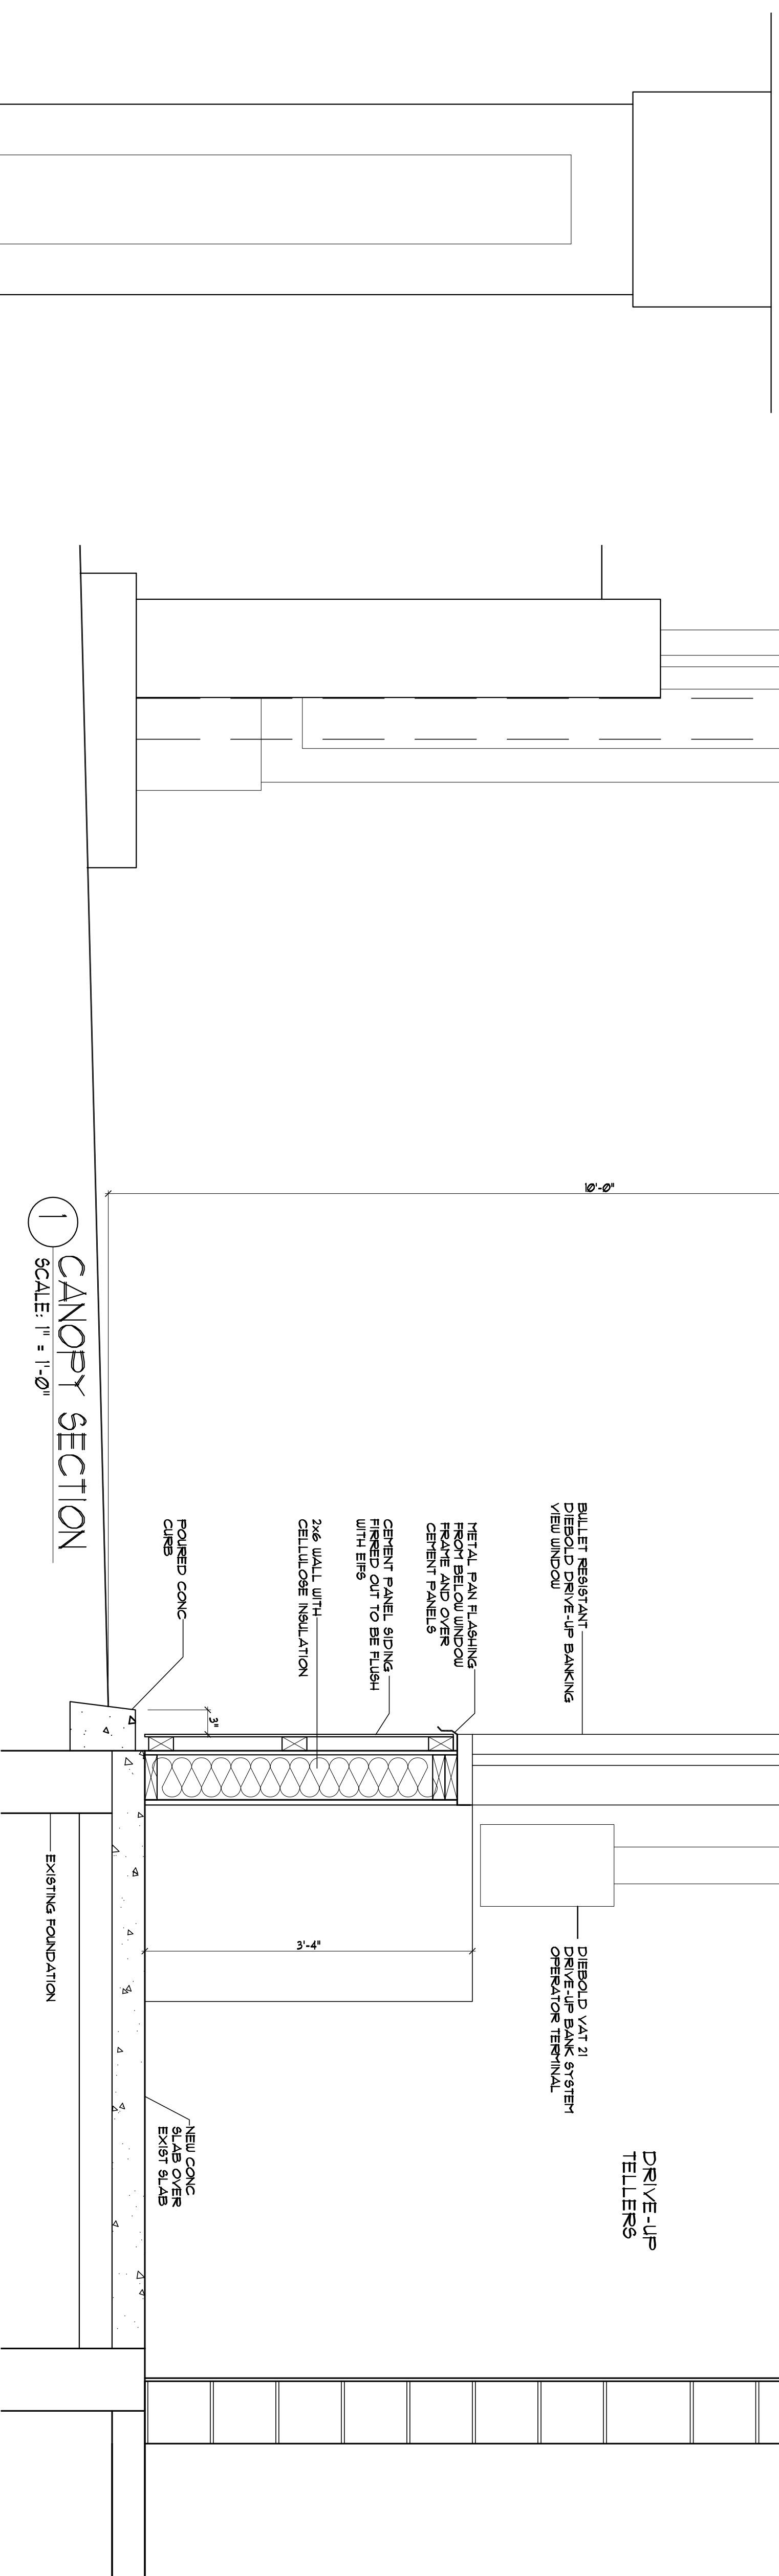 10'-0"
BULLET RESISTANT
DIEBOLD DRIVE-UP BANKING
VIEW WINDOW
METAL PAN FLASHING
FROM BELOW WINDOW
FRAME AND OVER
CEMENT PANELS
CEMENT PANEL SIDING
FIRRED OUT TO BE FLUSH
WITH EIFS
2x6 WALL WITH
CELLULOSE INSULATION
POURED CONC
CURB
3"
DRIVE-UP
TELLERS
DIEBOLD VAT 21
DRIVE-UP BANK SYSTEM
OPERATOR TERMINAL
3'-4"
NEW CONC
SLAB OVER
EXIST SLAB
EXISTING FOUNDATION
1
CANOPY SECTION
SCALE: 1" = 1'-0"